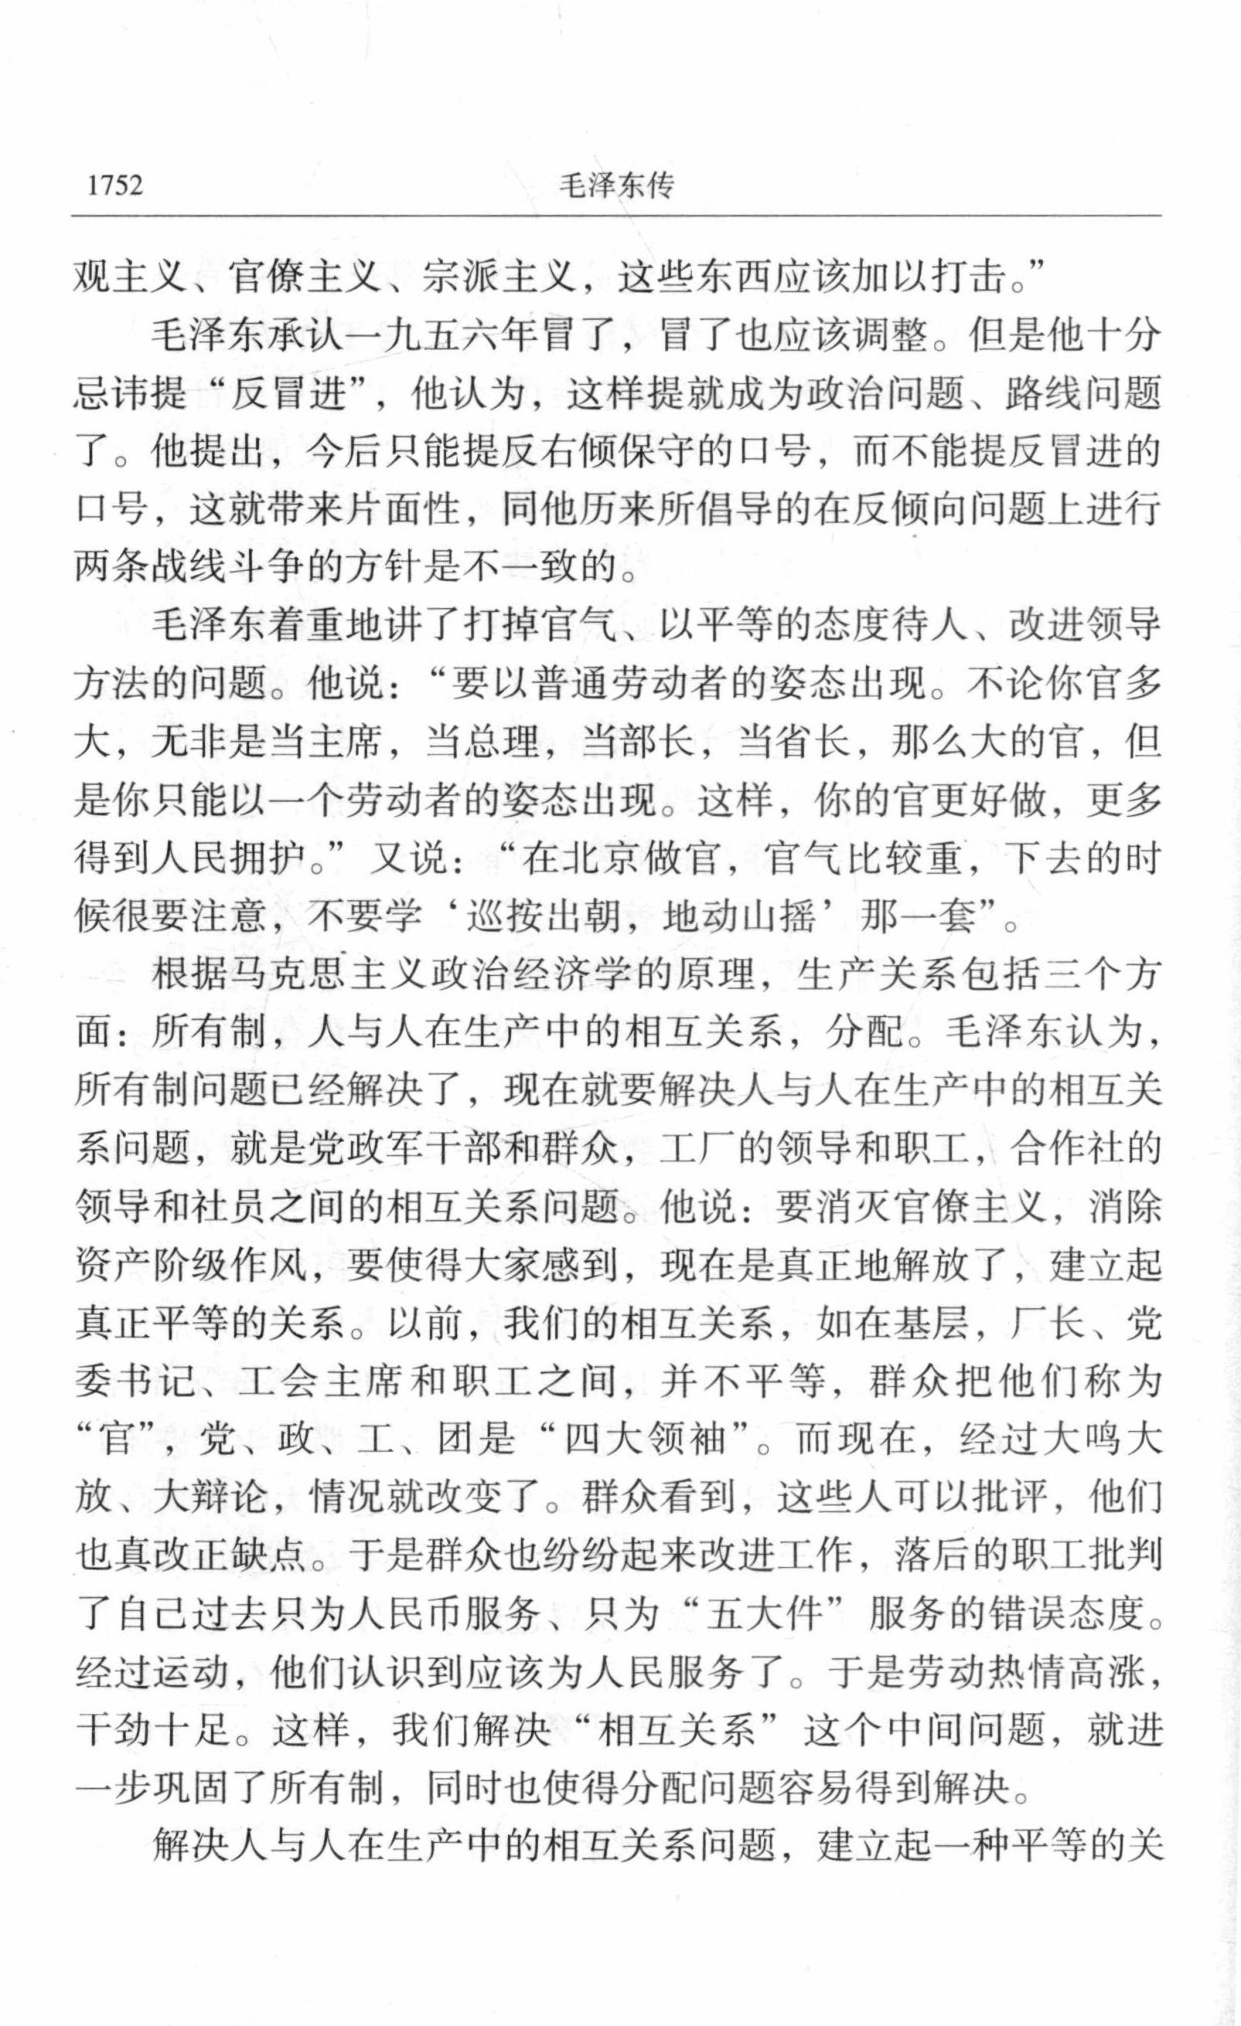 1752 毛泽东传
观主义、官僚主义、宗派主义，这些东西应该加以打击。”
毛泽东承认一九五六年冒了，冒了也应该调整。但是他十分
忌讳提“反冒进”，他认为，这样提就成为政治问题、路线问题
了。他提出，今后只能提反右倾保守的口号，而不能提反冒进的
口号，这就带来片面性，同他历来所倡导的在反倾向问题上进行
两条战线斗争的方针是不一致的。
毛泽东着重地讲了打掉官气、以平等的态度待人、改进领导
方法的问题。他说：“要以普通劳动者的姿态出现。不论你官多
大，无非是当主席，当总理，当部长，当省长，那么大的官，但
是你只能以一个劳动者的姿态出现。这样，你的官更好做，更多
得到人民拥护。”又说：“在北京做官，官气比较重，下去的时
候很要注意，不要学‘巡按出朝，地动山摇’那一套”。
根据马克思主义政治经济学的原理，生产关系包括三个方
面：所有制，人与人在生产中的相互关系，分配。毛泽东认为，
所有制问题已经解决了，现在就要解决人与人在生产中的相互关
系问题，就是党政军干部和群众，工厂的领导和职工，合作社的
领导和社员之间的相互关系问题。他说：要消灭官僚主义，消除
资产阶级作风，要使得大家感到，现在是真正地解放了，建立起
真正平等的关系。以前，我们的相互关系，如在基层，厂长、党
委书记、工会主席和职工之间，并不平等，群众把他们称为
“官”，党、政、工、团是“四大领袖”。而现在，经过大鸣大
放、大辩论，情况就改变了。群众看到，这些人可以批评，他们
也真改正缺点。于是群众也纷纷起来改进工作，落后的职工批判
了自己过去只为人民币服务、只为“五大件”服务的错误态度。
经过运动，他们认识到应该为人民服务了。于是劳动热情高涨，
干劲十足。这样，我们解决“相互关系”这个中间问题，就进
一步巩固了所有制，同时也使得分配问题容易得到解决。
解决人与人在生产中的相互关系问题，建立起一种平等的关